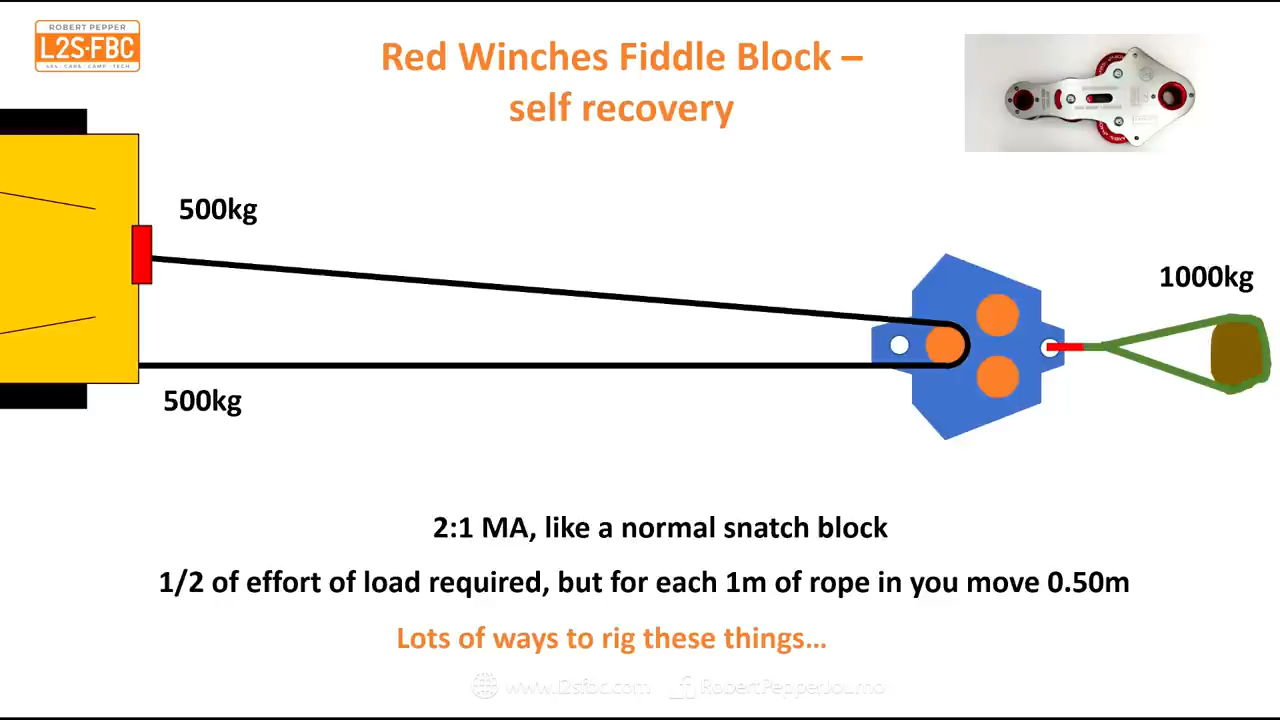 ROBERT PEPPER
L2S-FBC
4X4 · CARS · CAMP · TECH
Red Winches Fiddle Block –
self recovery
500kg
1000kg
500kg
2:1 MA, like a normal snatch block
1/2 of effort of load required, but for each 1m of rope in you move 0.50m
Lots of ways to rig these things…
www.l2sfbc.com RobertPepperJourno